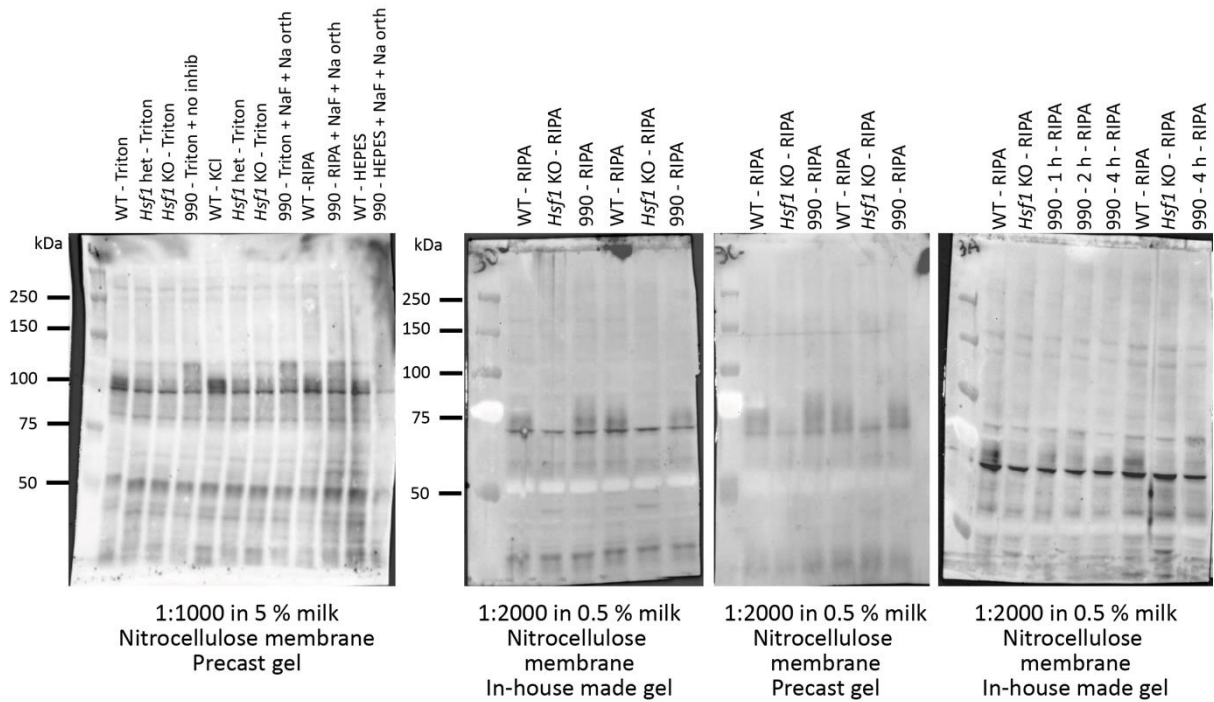 WT - Triton
Hsf1 het - Triton
Hsf1 KO - Triton
990 - Triton + no inhib
WT - KCl
Hsf1 het - Triton
Hsf1 KO - Triton
990 - Triton + NaF + Na orth
WT -RIPA
990 - RIPA + NaF + Na orth
WT -HEPES
990 - HEPES + NaF + Na orth
kDa
250
150
100
75
50
1:1000 in 5 % milk
Nitrocellulose membrane
Precast gel
WT - RIPA
Hsf1 KO - RIPA
990 - RIPA
WT - RIPA
Hsf1 KO - RIPA
990 - RIPA
kDa
250
150
100
75
50
3D
1:2000 in 0.5 % milk
Nitrocellulose
membrane
In-house made gel
WT - RIPA
Hsf1 KO - RIPA
990 - RIPA
WT - RIPA
Hsf1 KO - RIPA
990 - RIPA
3C
1:2000 in 0.5 % milk
Nitrocellulose
membrane
Precast gel
WT - RIPA
Hsf1 KO - RIPA
990 - 1 h - RIPA
990 - 2 h - RIPA
990 - 4 h - RIPA
WT - RIPA
Hsf1 KO - RIPA
990 - 4 h - RIPA
3A
1:2000 in 0.5 % milk
Nitrocellulose
membrane
In-house made gel